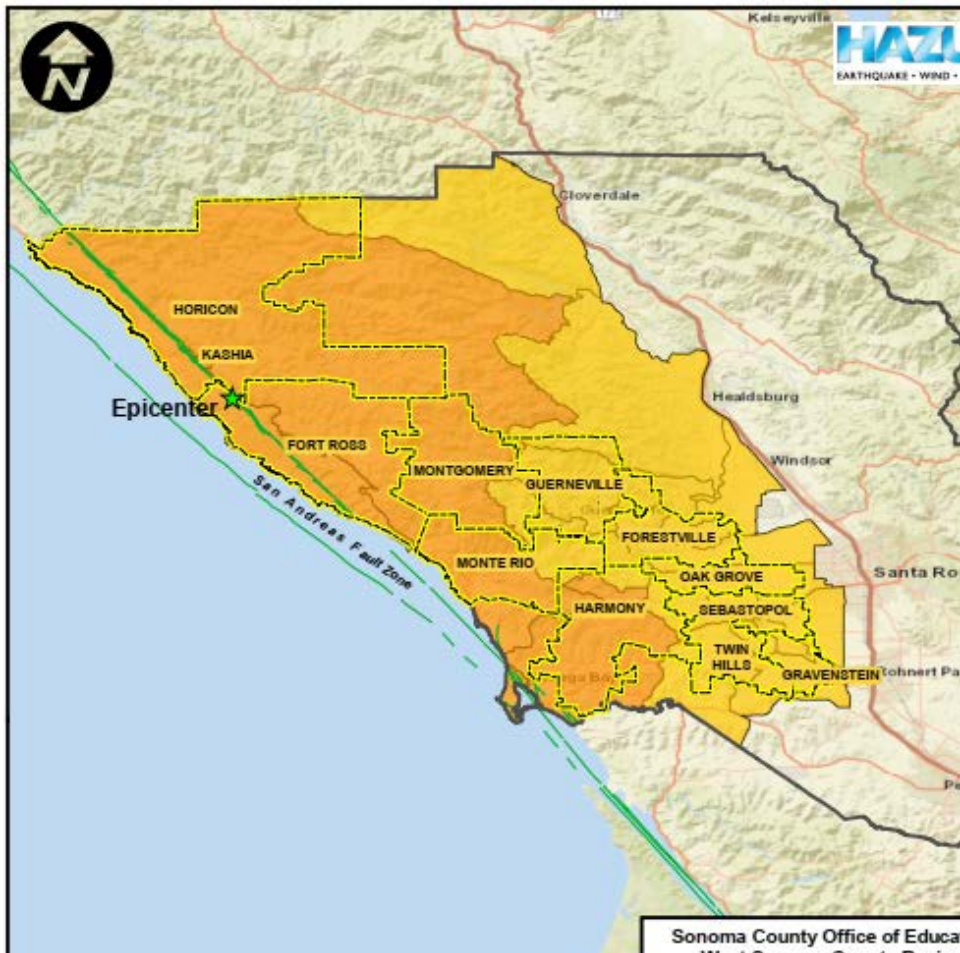 Kelseyville
N
EARTHQUAKE • WIND •
Cloverdale
HORICON
KASHIA
Epicenter
Healdsburg
FORT ROSS
MONTGOMERY
Windsor
GUERNEVILLE
San Andreas Fault Zone
FORESTVILLE
MONTE RIO
Santa Ro
OAK GROVE
HARMONY
SEBASTOPOL
TWIN
HILLS
GRAVENSTEIN
Rohnert Pa
Sonoma County Office of Educa